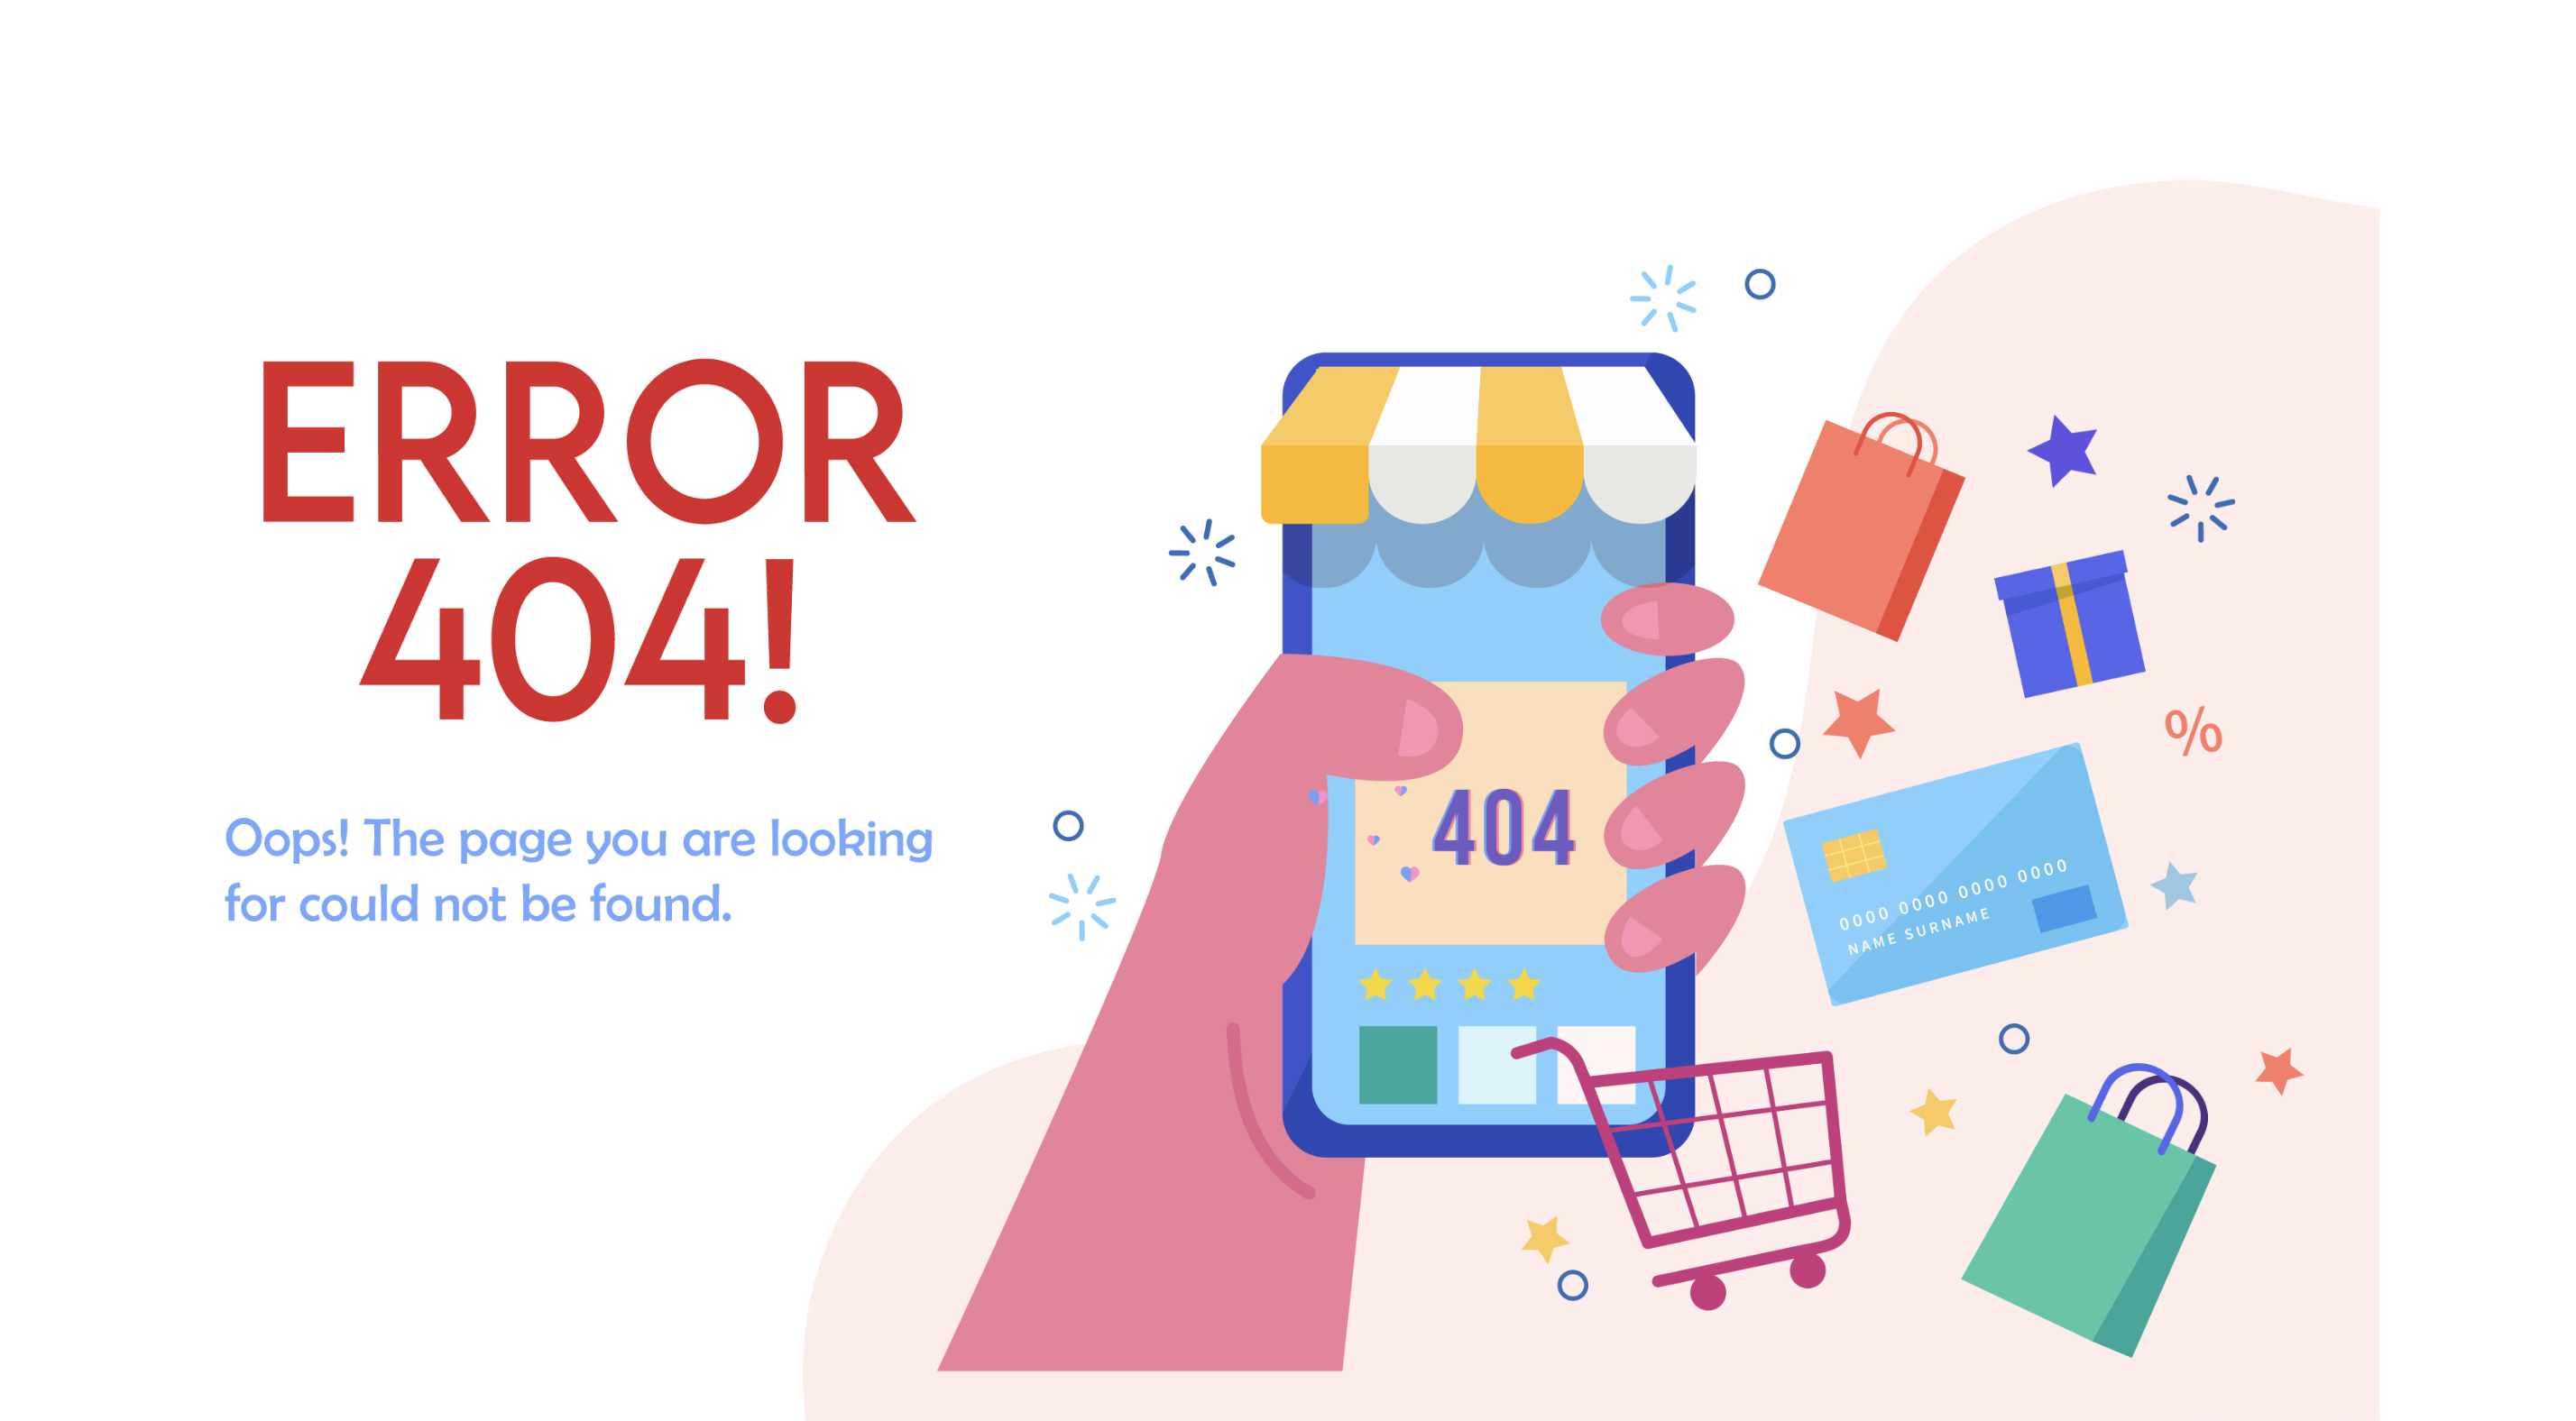 ERROR
404!
Oops! The page you are looking
for could not be found.
404
%
0000 0000 0000 0000
NAME SURNAME